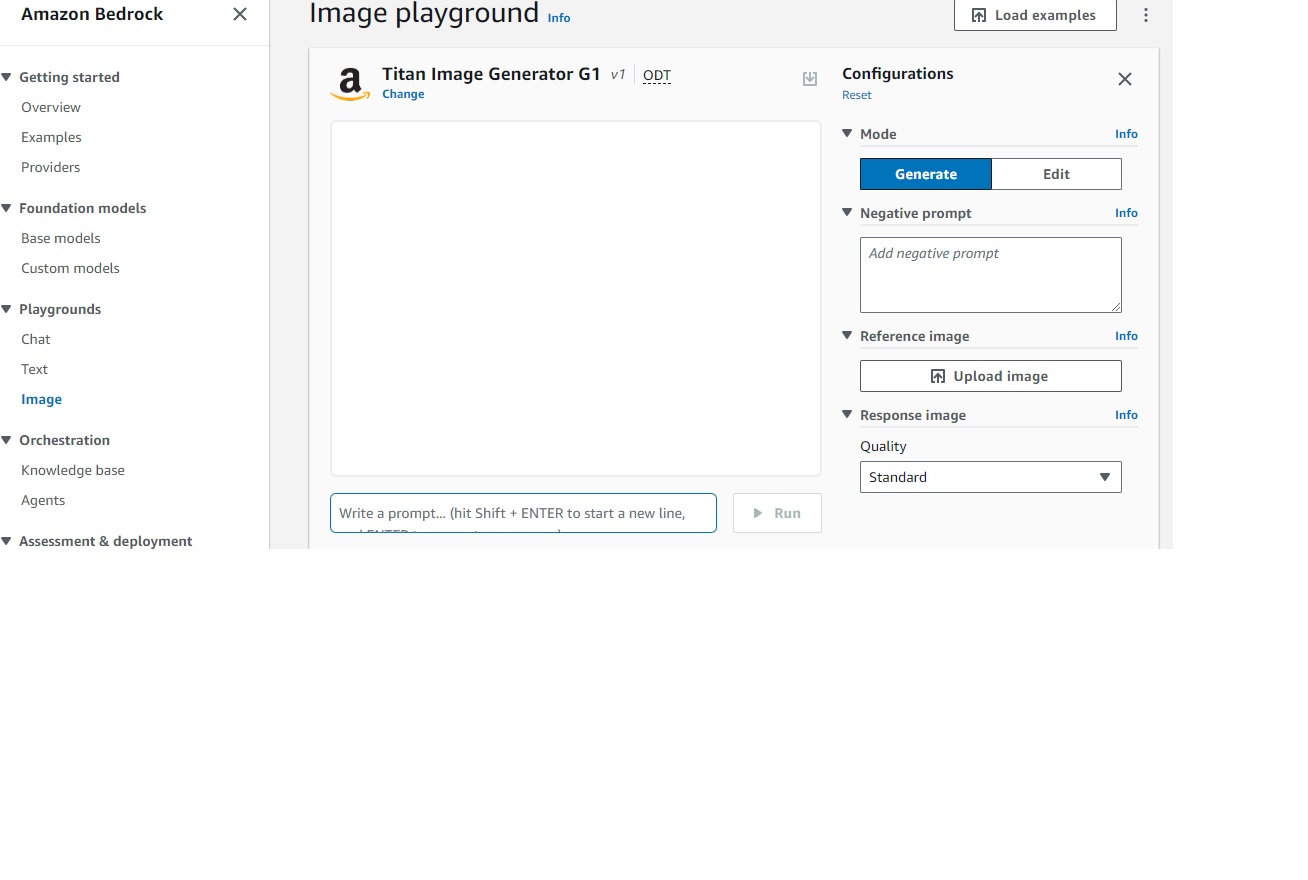 Amazon Bedrock
Getting started
Overview
Examples
Providers
Foundation models
Base models
Custom models
Playgrounds
Chat
Text
Image
Orchestration
Knowledge base
Agents
Assessment & deployment
Image playground Info
Load examples
Titan Image Generator G1 v1 ODT
Change
Write a prompt... (hit Shift + ENTER to start a new line,
Run
Configurations
Reset
Mode Info
Generate Edit
Negative prompt Info
Add negative prompt
Reference image Info
Upload image
Response image Info
Quality
Standard